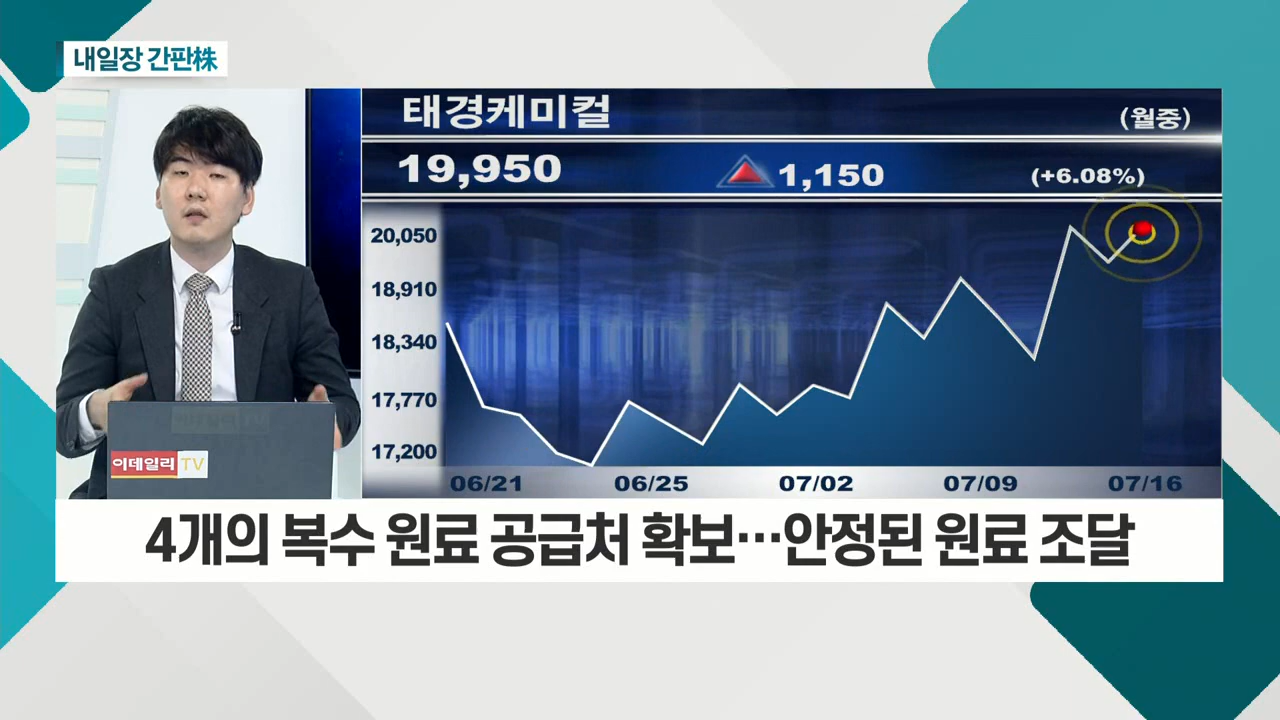 내일장 간판株
태경케미컬
(월중)
19,950 1,150 (+6.08%)
20,050
18,910
18,340
17,770
17,200
06/21 06/25 07/02 07/09 07/16
이데일리TV
4개의 복수 원료 공급처 확보…안정된 원료 조달